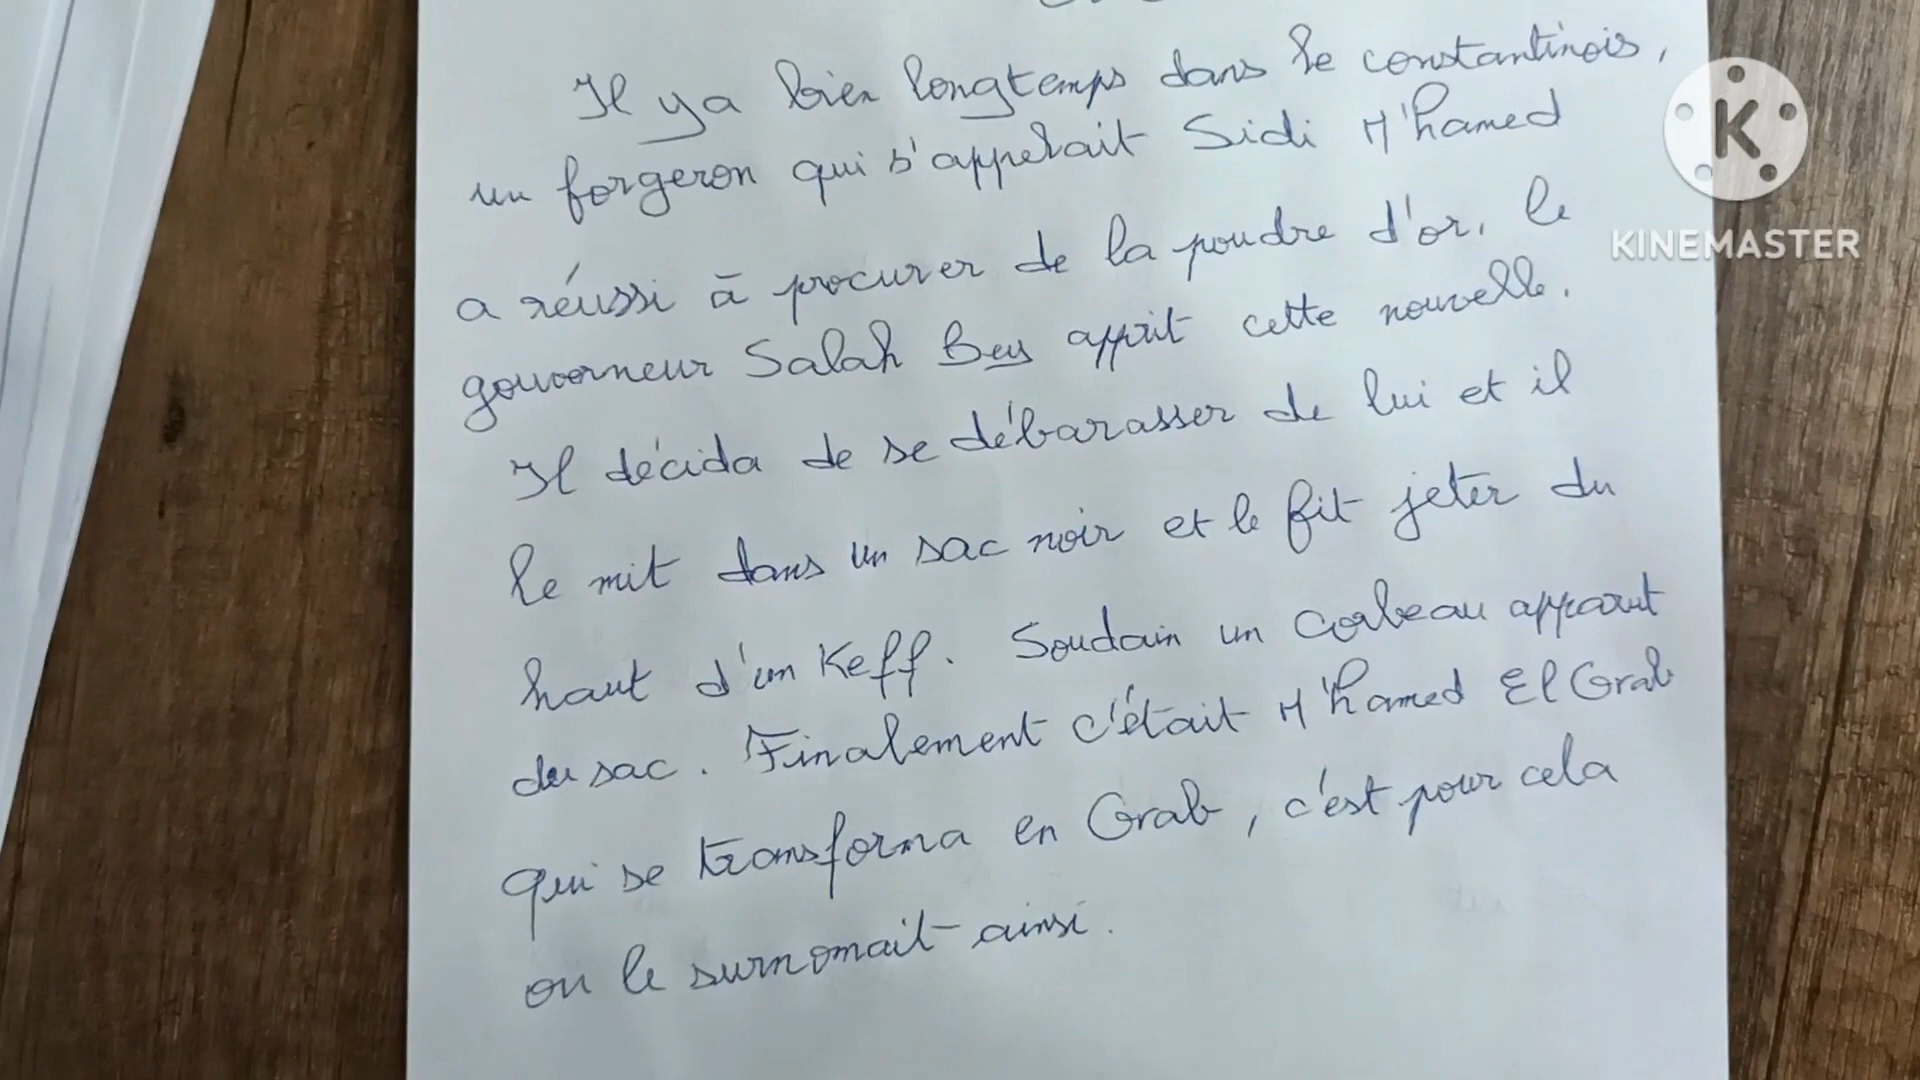 Il ya bien longtemps dans le constantinois,
un forgeron qui s'appelait Sidi M'hamed
a réussi à procurer de la poudre d'or. le
gouverneur Salah Bey apprit cette nouvelle.
Il décida de se débarasser de lui et il
le mit dans un sac noir et le fit jeter du
haut d'un Keff. Soudain un corbeau apparut
du sac. Finalement c'était M'hamed El Grab
qui se transforma en Grab, c'est pour cela
on le surnomait ainsi.
K
KINEMASTER